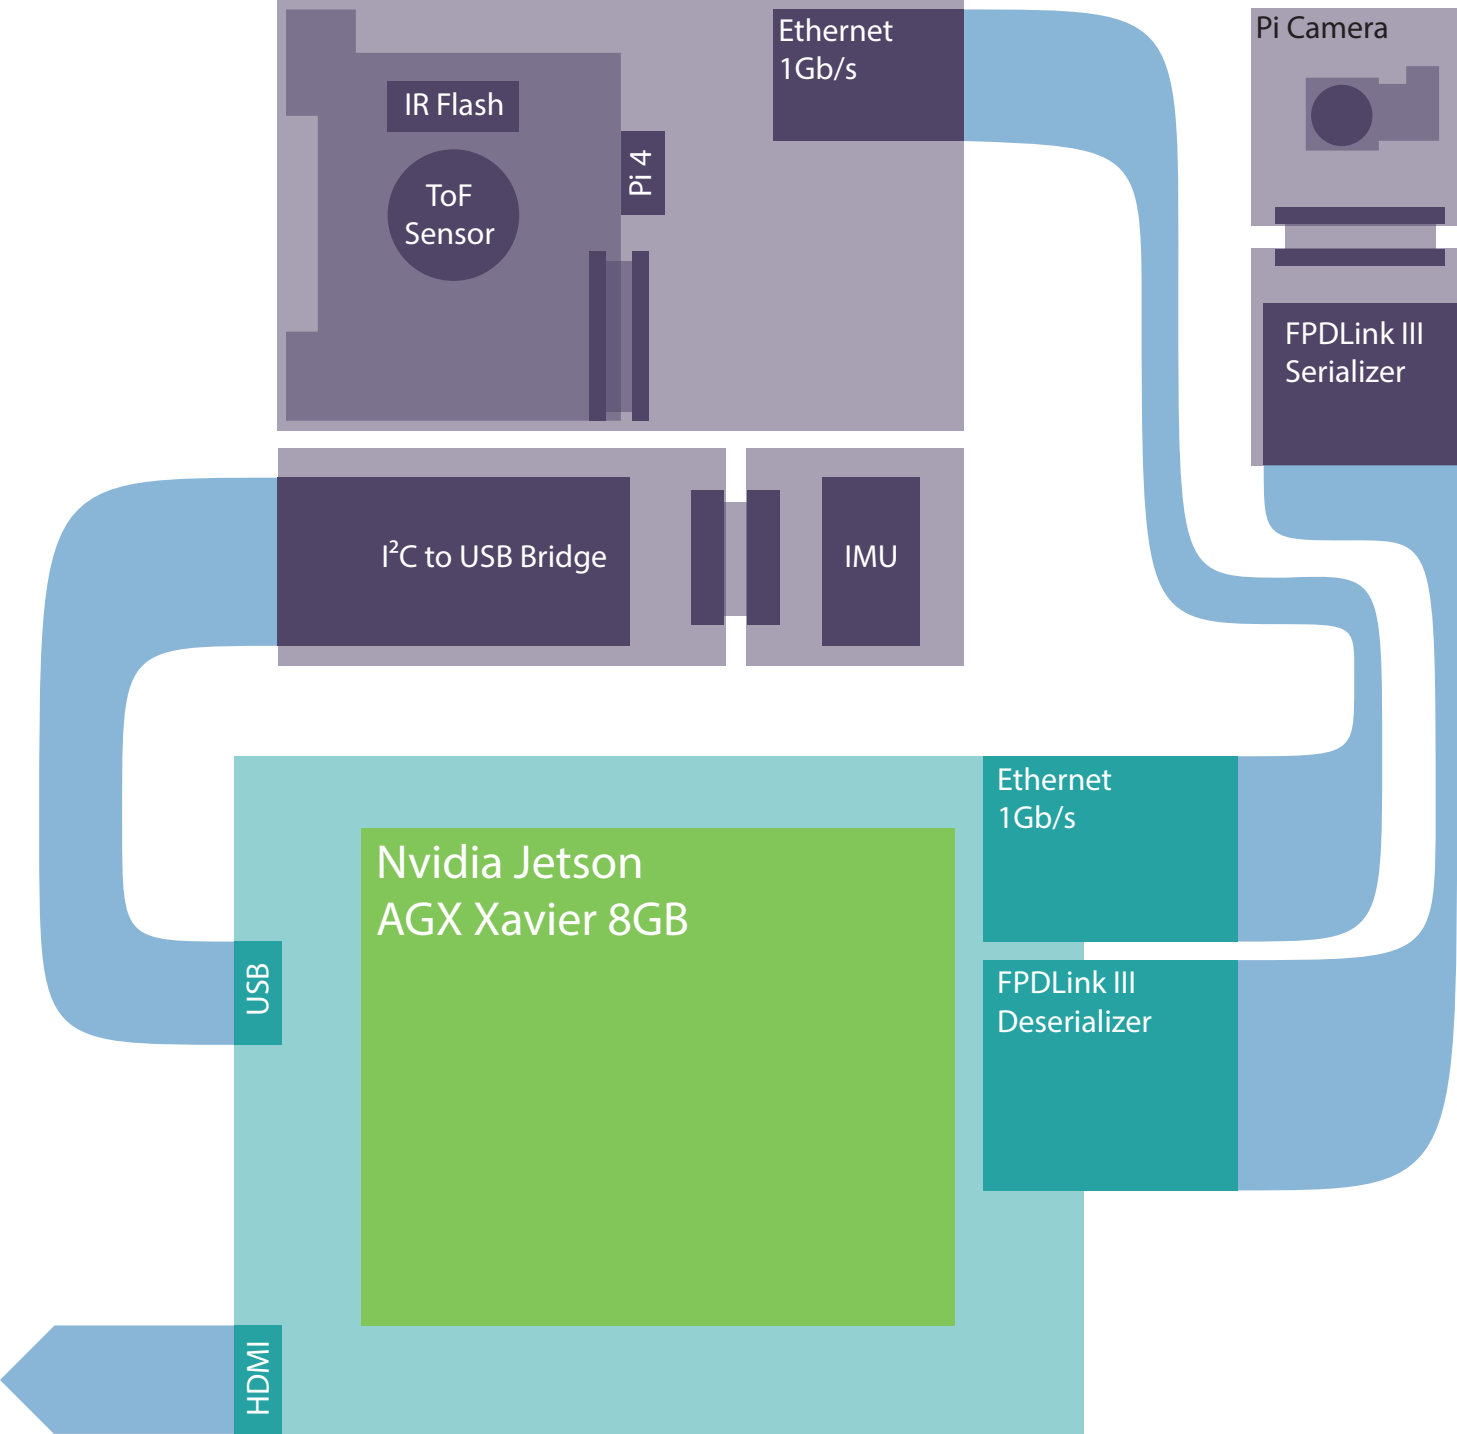 Ethernet
1Gb/s
Pi Camera
IR Flash
Pi 4
ToF
Sensor
FPDLink III
Serializer
I²C to USB Bridge
IMU
Ethernet
1Gb/s
Nvidia Jetson
AGX Xavier 8GB
USB
FPDLink III
Deserializer
HDMI